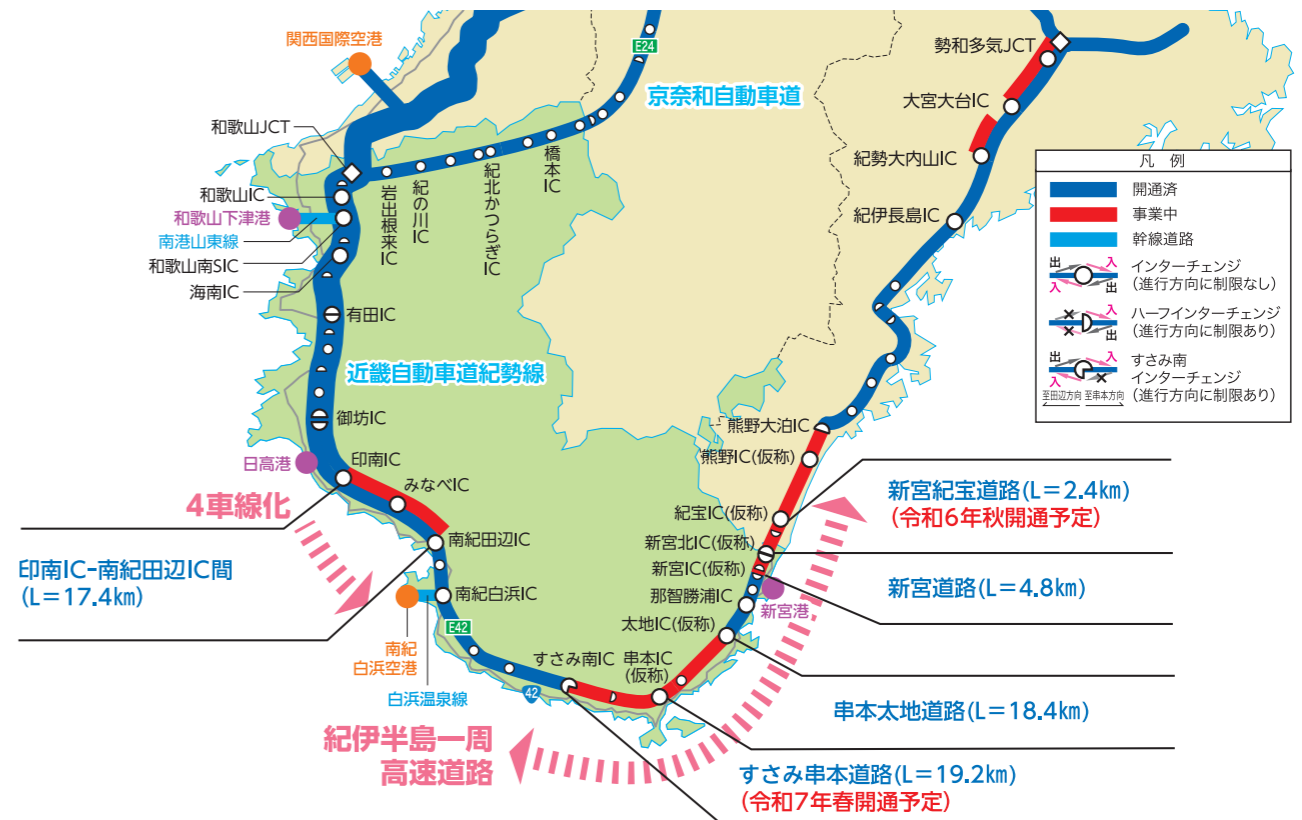 関西国際空港
E24
京奈和自動車道
勢和多気JCT
大宮大台IC
紀勢大内山IC
紀伊長島IC
和歌山JCT
和歌山IC
和歌山下津港
南港山東線
和歌山南SIC
海南IC
岩出根来IC
紀の川IC
紀北かつらぎIC
橋本IC
有田IC
近畿自動車道紀勢線
御坊IC
日高港
印南IC
みなべIC
4車線化
南紀田辺IC
印南IC-南紀田辺IC間
(L=17.4km)
南紀白浜IC
E42
南紀
白浜空港
白浜温泉線
42
すさみ南IC
串本IC
(仮称)
太地IC(仮称)
那智勝浦IC
新宮港
新宮IC(仮称)
新宮北IC(仮称)
紀宝IC(仮称)
熊野IC(仮称)
熊野大泊IC
紀伊半島一周
高速道路
新宮紀宝道路(L=2.4km)
(令和6年秋開通予定)
新宮道路(L=4.8km)
串本太地道路(L=18.4km)
すさみ串本道路(L=19.2km)
(令和7年春開通予定)
凡 例
開通済
事業中
幹線道路
出
入
入
出
インターチェンジ
(進行方向に制限なし)
入
出
ハーフインターチェンジ
(進行方向に制限あり)
出
入
入
至田辺方向
至串本方向
すさみ南
インターチェンジ
(進行方向に制限あり)